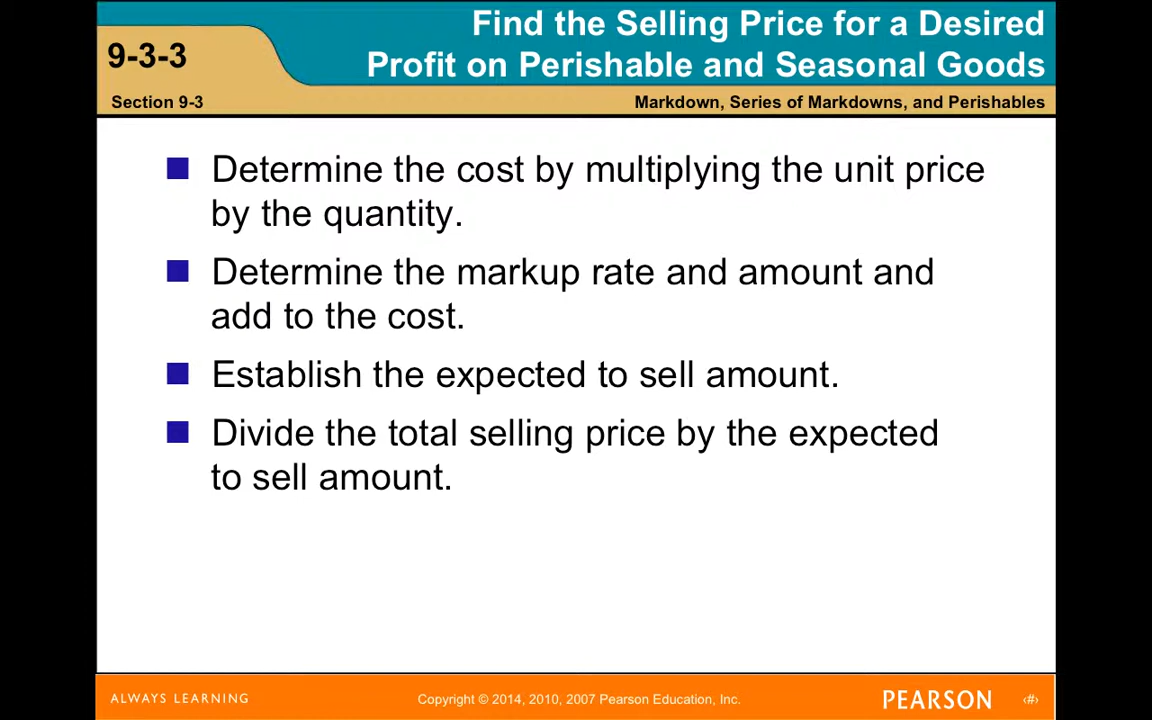 Find the Selling Price for a Desired
9-3-3
Profit on Perishable and Seasonal Goods
Section 9-3
Markdown, Series of Markdowns, and Perishables
Determine the cost by multiplying the unit price
by the quantity.
Determine the markup rate and amount and
add to the cost.
Establish the expected to sell amount.
Divide the total selling price by the expected
to sell amount.
ALWAYS LEARNING
Copyright © 2014, 2010, 2007 Pearson Education, Inc.
PEARSON
‹#›